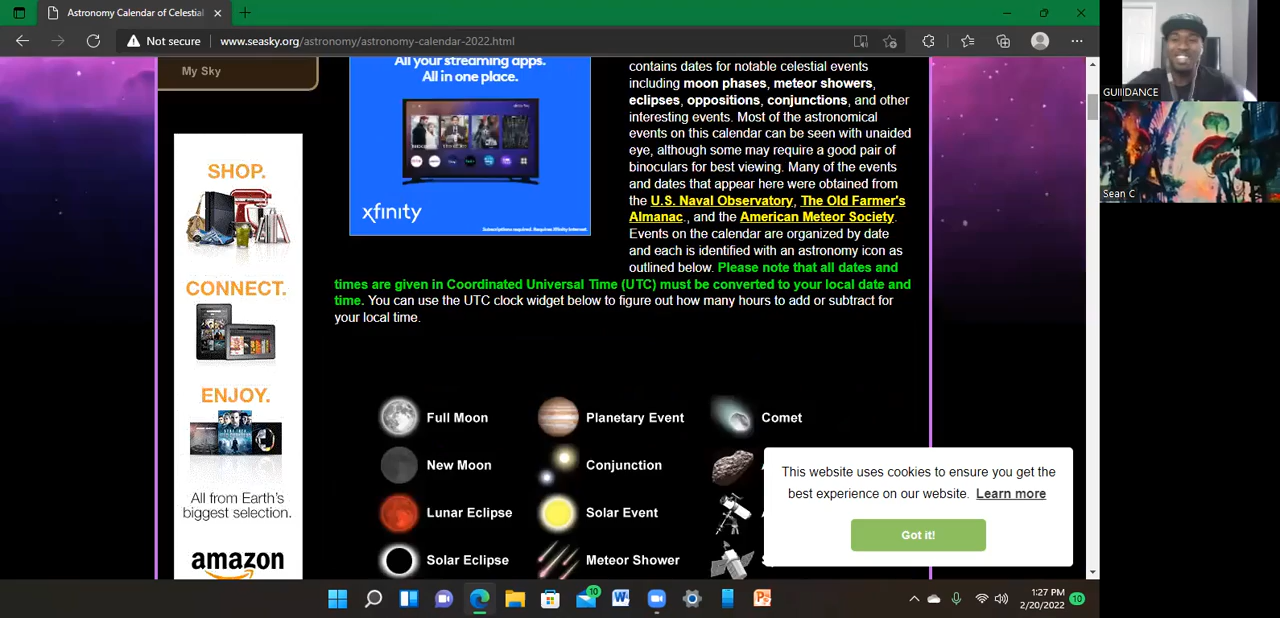 Astronomy Calendar of Celestial
Not secure
www.seasky.org/astronomy/astronomy-calendar-2022.html
My Sky
All your streaming apps.
All in one place.
xfinity
Subscriptions required. Requires Xfinity Internet.
contains dates for notable celestial events
including moon phases, meteor showers,
eclipses, oppositions, conjunctions, and other
interesting events. Most of the astronomical
events on this calendar can be seen with unaided
eye, although some may require a good pair of
binoculars for best viewing. Many of the events
and dates that appear here were obtained from
the U.S. Naval Observatory, The Old Farmer's
Almanac., and the American Meteor Society.
Events on the calendar are organized by date
and each is identified with an astronomy icon as
outlined below. Please note that all dates and
times are given in Coordinated Universal Time (UTC) must be converted to your local date and
time. You can use the UTC clock widget below to figure out how many hours to add or subtract for
your local time.
SHOP.
CONNECT.
ENJOY.
All from Earth's
biggest selection.
amazon
Full Moon
Planetary Event
Comet
New Moon
Conjunction
Lunar Eclipse
Solar Event
Solar Eclipse
Meteor Shower
This website uses cookies to ensure you get the
best experience on our website. Learn more
Got it!
GUIIIDANCE
Sean C
10
1:27 PM
2/20/2022
10